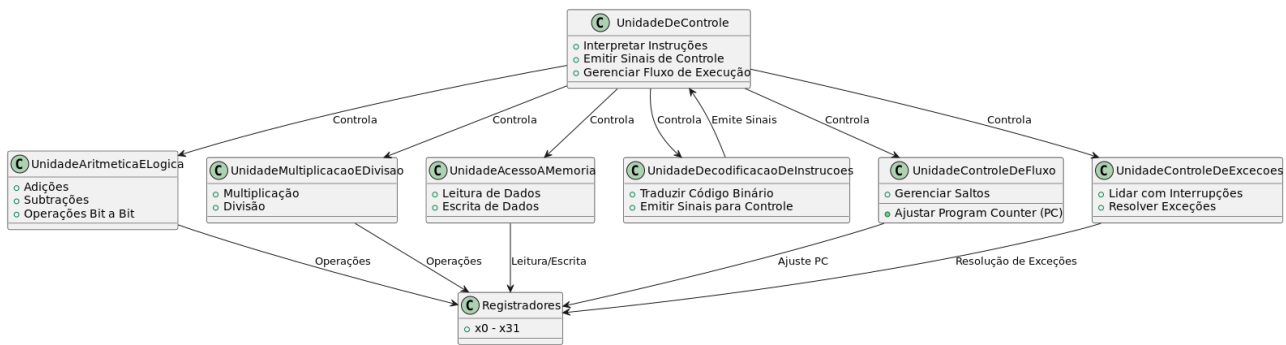 C UnidadeDeControle
Interpretar Instruções
Emitir Sinais de Controle
Gerenciar Fluxo de Execução
Controla
Controla
Controla
Controla
Emite Sinais
Controla
Controla
C UnidadeAritmeticaELogica
Adições
Subtrações
Operações Bit a Bit
C UnidadeMultiplicacaoEDivisao
Multiplicação
Divisão
C UnidadeAcessoAMemoria
Leitura de Dados
Escrita de Dados
C UnidadeDecodificacaoDeInstrucoes
Traduzir Código Binário
Emitir Sinais para Controle
C UnidadeControleDeFluxo
Gerenciar Saltos
Ajustar Program Counter (PC)
C UnidadeControleDeExcecoes
Lidar com Interrupções
Resolver Exceções
Operações
Operações
Leitura/Escrita
Ajuste PC
Resolução de Exceções
C Registradores
x0 - x31